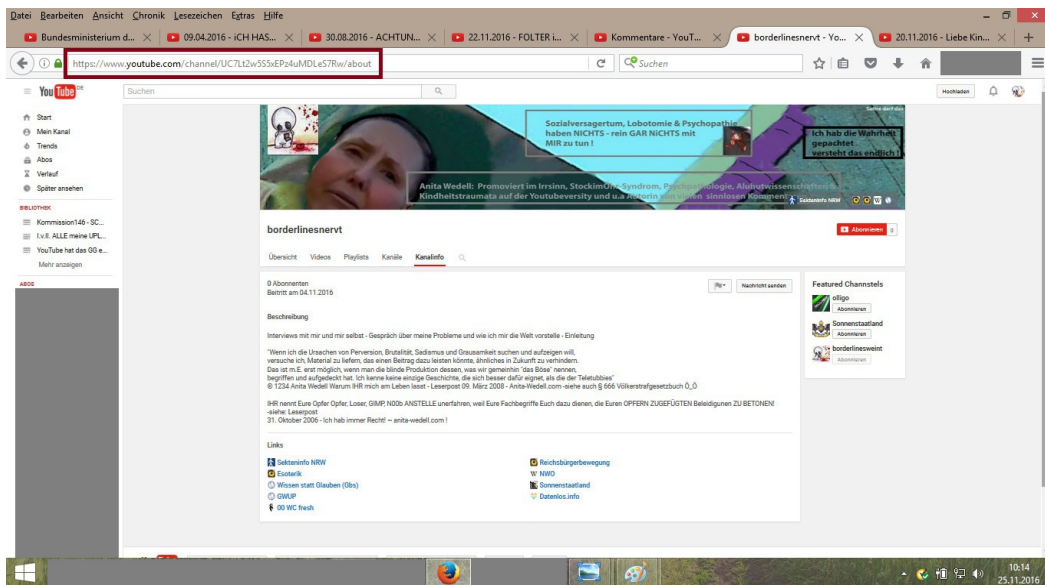 Datei Bearbeiten Ansicht Chronik Lesezeichen Extras Hilfe
Bundesministerium d...
09.04.2016 - iCH HAS...
30.08.2016 - ACHTUN...
22.11.2016 - FOLTER i...
Kommentare - YouT...
borderlinesnervt - Yo...
20.11.2016 - Liebe Kin...
https://www.youtube.com/channel/UC7Lt2w5S5xEPz4uMDLeS7Rw/about
Suchen
YouTube DE
Suchen
Hochladen
Start
Mein Kanal
Trends
Abos
Verlauf
Später ansehen
BIBLIOTHEK
Kommission146 - SC...
I.v.II. ALLE meine UPL...
YouTube hat das GG e...
Mehr anzeigen
ABOS
Sozialversagertum, Lobotomie & Psychopathie
haben NICHTS - rein GAR NiCHTS mit
MIR zu tun !
Ich hab die Wahrheit
gepachtet
versteht das endlich !
Anita Wedell: Promoviert im Irrsinn, StockimOhr-Syndrom, Psychopathologie, Aluhutwissenschaften &
Kindheitstraumata auf der Youtubeversity und u.a Autorin von vielen sinnlosen Kommen
Sekteninfo NRW
borderlinesnervt
Abonnieren 0
Übersicht Videos Playlists Kanäle Kanalinfo
0 Abonnenten
Beitritt am 04.11.2016
Nachricht senden
Beschreibung
Interviews mit mir und mir selbst - Gespräch über meine Probleme und wie ich mir die Welt vorstelle - Einleitung
"Wenn ich die Ursachen von Perversion, Brutalität, Sadismus und Grausamkeit suchen und aufzeigen will,
versuche ich, Material zu liefern, das einen Beitrag dazu leisten könnte, ähnliches in Zukunft zu verhindern.
Das ist m.E. erst möglich, wenn man die blinde Produktion dessen, was wir gemeinhin "das Böse" nennen,
begriffen und aufgedeckt hat. Ich kenne keine einzige Geschichte, die sich besser dafür eignet, als die der Teletubbies"
© 1234 Anita Wedell Warum IHR mich am Leben lasst - Leserpost 09. März 2008 - Anita-Wedell.com -siehe auch § 666 Völkerstrafgesetzbuch Ô_Ô
IHR nennt Eure Opfer Opfer, Loser, GIMP, N00b ANSTELLE unerfahren, weil Eure Fachbegriffe Euch dazu dienen, die Euren OPFERN ZUGEFÜGTEN Beleidigunen ZU BETONEN!
-siehe: Leserpost
31. Oktober 2006 - Ich hab immer Recht! ~ anita-wedell.com !
Links
Sekteninfo NRW
Esoterik
Wissen statt Glauben (Gbs)
GWUP
00 WC fresh
Reichsbürgerbewegung
NWO
Sonnenstaatland
Datenlos.info
Featured Channstels
olligo
Abonnieren
Sonnenstaatland
Abonnieren
borderlinesweint
Abonnieren
10:14
25.11.2016